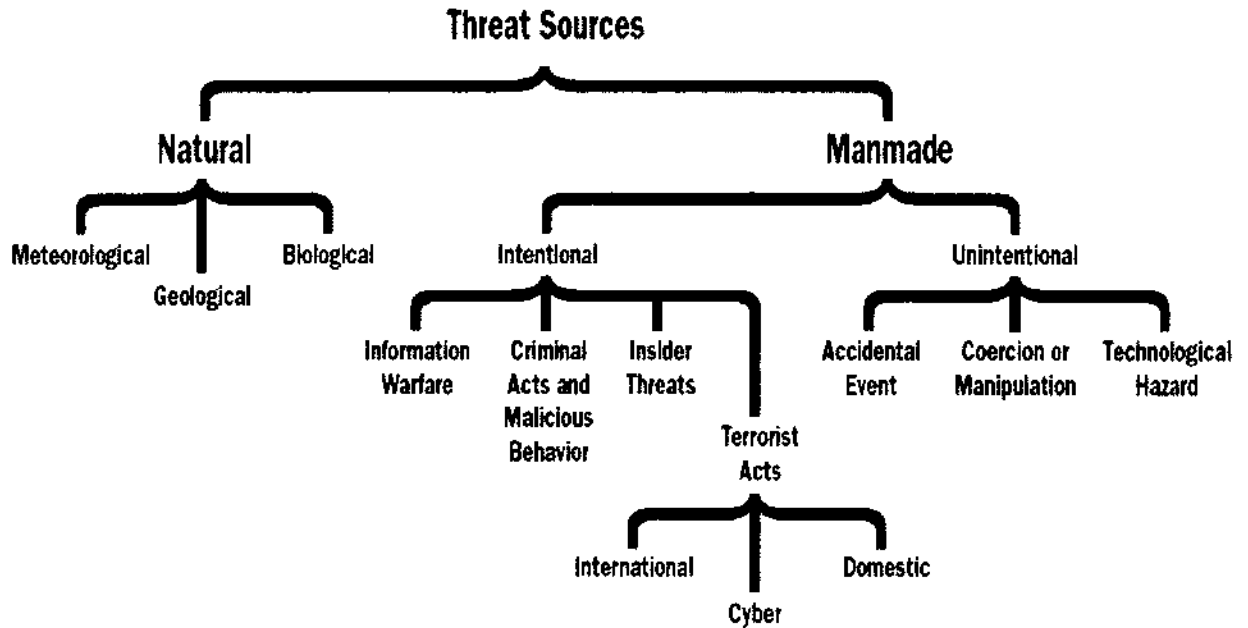 Threat Sources
Natural
Manmade
Meteorological
Geological
Biological
Intentional
Unintentional
Information
Warfare
Criminal
Acts and
Malicious
Behavior
Insider
Threats
Terrorist
Acts
International
Cyber
Domestic
Accidental
Event
Coercion or
Manipulation
Technological
Hazard